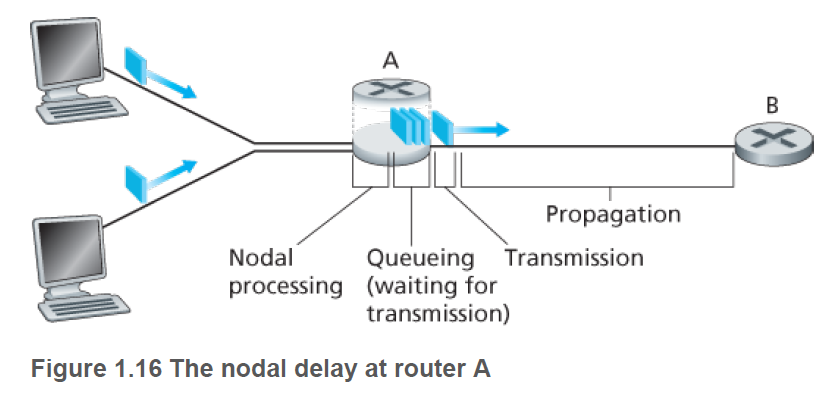 A
B
Propagation
Nodal
processing
Queueing
(waiting for
transmission)
Transmission
Figure 1.16 The nodal delay at router A